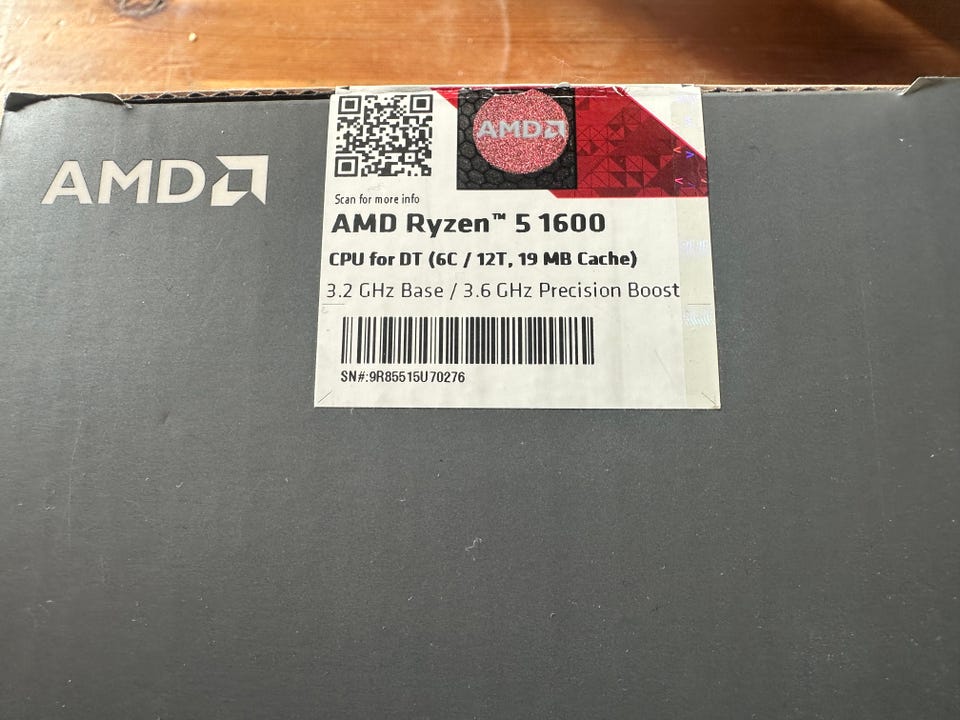 AMD
AMD
Scan for more info
AMD Ryzen™ 5 1600
CPU for DT (6C / 12T, 19 MB Cache)
3.2 GHz Base / 3.6 GHz Precision Boost
SN#:9R85515U70276